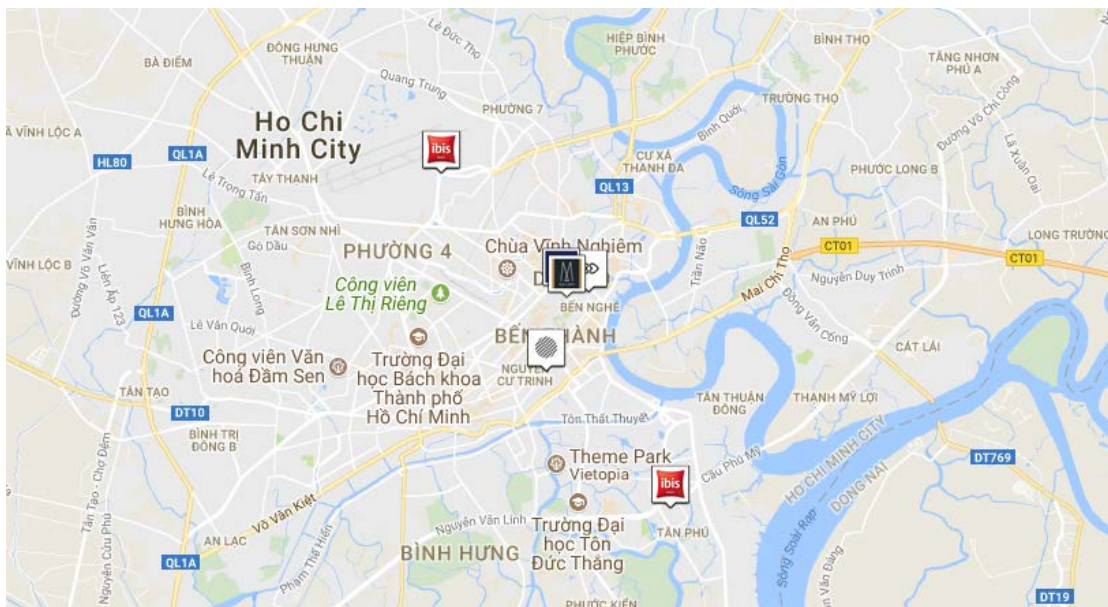 HIỆP BÌNH
PHƯỚC
BÌNH THỌ
Lê Đức Thọ
ĐÔNG HƯNG
THUẬN
BÀ ĐIỂM
TĂNG NHƠN
PHÚ A
Quang Trung
PHƯỜNG 7
TRƯỜNG THỌ
Đường Võ Chí Công
Ho Chi
Minh City
Bình Quới
Lã Xuân Oai
Ã VĨNH LỘC A
QL1A
HL80
ibis
CƯ XÁ
THANH ĐA
PHƯỚC LONG B
TÂY THẠNH
Lê Trọng Tấn
QL13
Sông Sài Gòn
BÌNH
HƯNG HÒA
TÂN SƠN NHÌ
Gò Dầu
QL52
AN PHÚ
LONG TRƯỜNG
PHƯỜNG 4
Chùa Vĩnh Nghiêm
CT01
CT01
VĨNH LỘC B
Đường Võ Văn Vân
Liên Ấp 123
Bình Long
Trần Não
Mai Chí Thọ
Nguyễn Duy Trinh
Công viên
Lê Thị Riêng
M
BẾN NGHÉ
Đồng Văn Cống
QL1A
Lê Văn Quới
BẾN THÀNH
CÁT LÁI
Công viên Văn
hoá Đầm Sen
Trường Đại
học Bách khoa
Thành phố
Hồ Chí Minh
NGUYỄN
CƯ TRINH
TÂN TẠO
TÂN THUẬN
ĐÔNG
THẠNH MỸ LỢI
DT10
Tôn Thất Thuyết
BÌNH TRỊ
ĐÔNG B
HO CHI MINH CITY
DONG NAI
Theme Park
Vietopia
Cầu Phú Mỹ
DT769
ibis
Tân Tạo - Chợ Đệm
Võ Văn Kiệt
Nguyễn Văn Linh
Trường Đại
học Tôn
Đức Thắng
TÂN PHÚ
AN LẠC
Nguyễn Cửu Phú
BÌNH HƯNG
QL1A
Phạm Thế Hiển
Sông Soài Rạp
DT19
PHƯỚC KIỂN